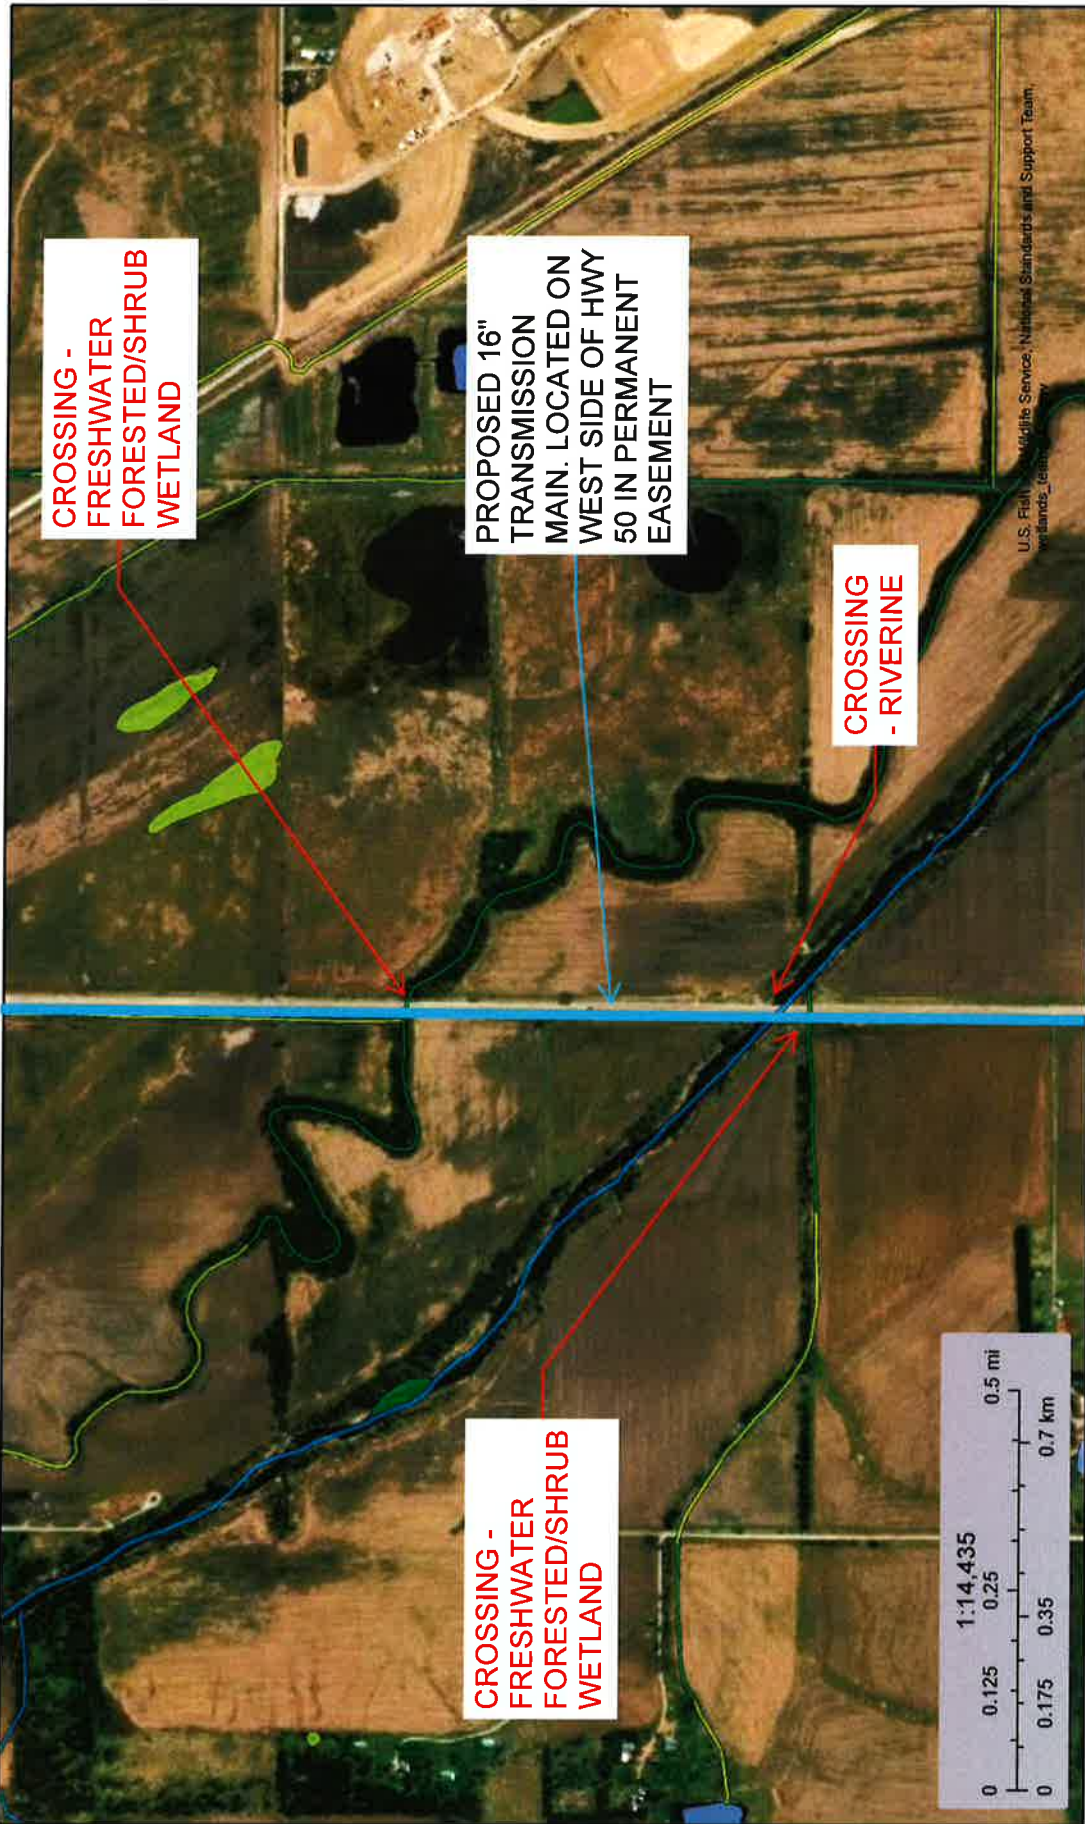 CROSSING -
FRESHWATER
FORESTED/SHRUB
WETLAND
PROPOSED 16"
TRANSMISSION
MAIN. LOCATED ON
WEST SIDE OF HWY
50 IN PERMANENT
EASEMENT
CROSSING
- RIVERINE
CROSSING -
FRESHWATER
FORESTED/SHRUB
WETLAND
1:14,435
0 0.125 0.25 0.5 mi
0 0.175 0.35 0.7 km
U.S. Fish Wildlife Service, National Standards and Support Team,